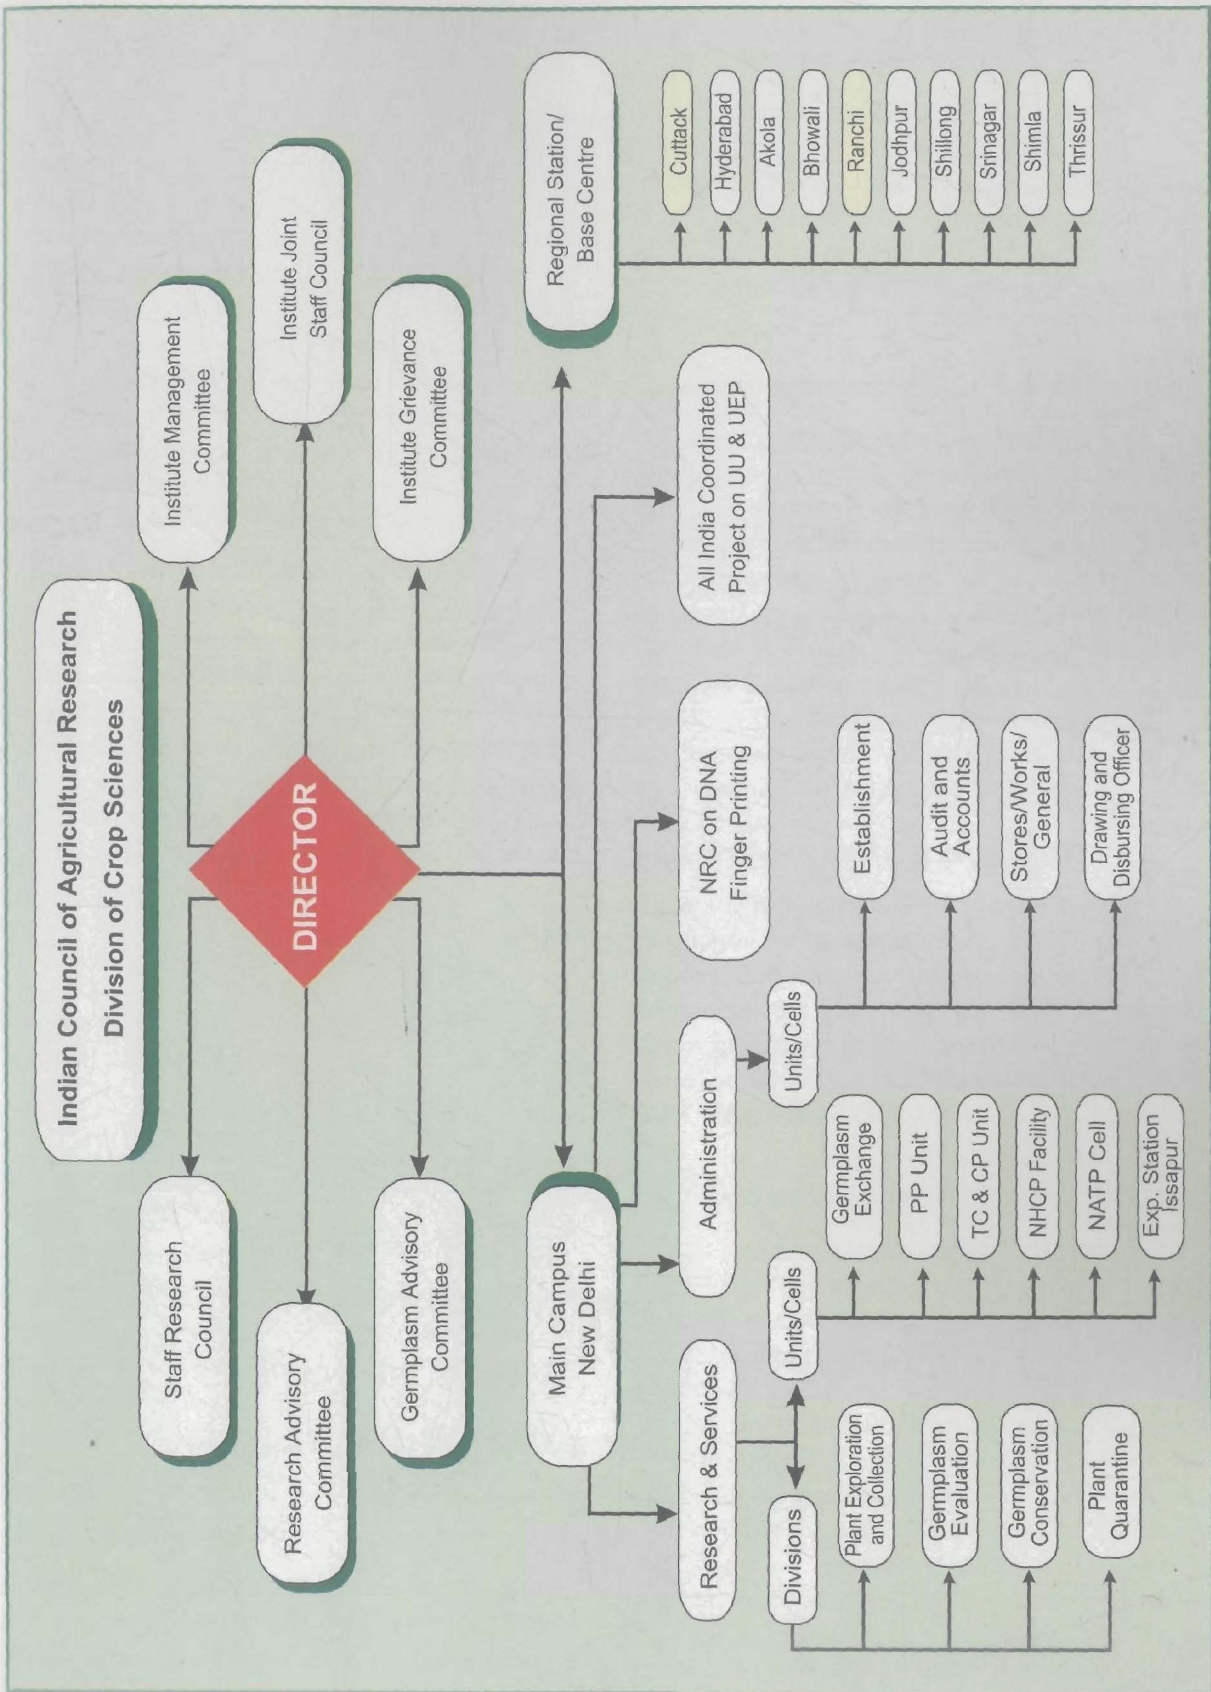 Indian Council of Agricultural Research
Division of Crop Sciences
DIRECTOR
Staff Research
Council
Research Advisory
Committee
Germplasm Advisory
Committee
Institute Management
Committee
Institute Joint
Staff Council
Institute Grievance
Committee
Main Campus
New Delhi
Regional Station/
Base Centre
Research & Services
Administration
NRC on DNA
Finger Printing
All India Coordinated
Project on UU & UEP
Divisions
Units/Cells
Units/Cells
Plant Exploration
and Collection
Germplasm
Evaluation
Germplasm
Conservation
Plant
Quarantine
Germplasm
Exchange
PP Unit
TC & CP Unit
NHCP Facility
NATP Cell
Exp. Station
Issapur
Establishment
Audit and
Accounts
Stores/Works/
General
Drawing and
Disbursing Officer
Cuttack
Hyderabad
Akola
Bhowali
Ranchi
Jodhpur
Shillong
Srinagar
Shimla
Thrissur